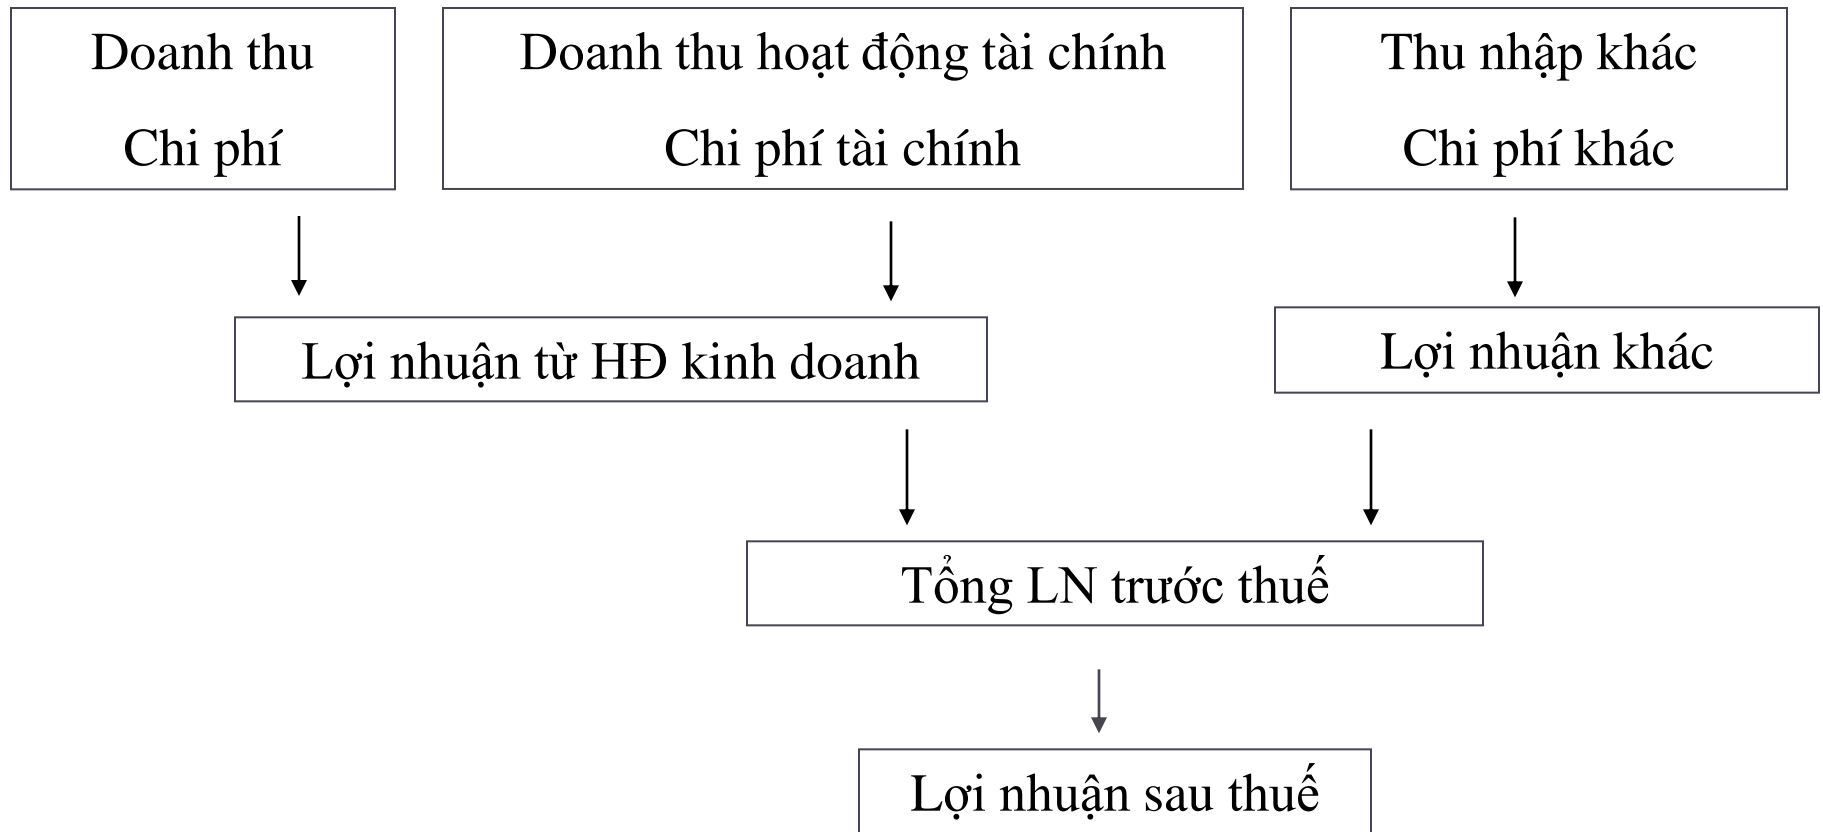 Doanh thu
Chi phí
Doanh thu hoạt động tài chính
Chi phí tài chính
Thu nhập khác
Chi phí khác
Lợi nhuận từ HĐ kinh doanh
Lợi nhuận khác
Tổng LN trước thuế
Lợi nhuận sau thuế